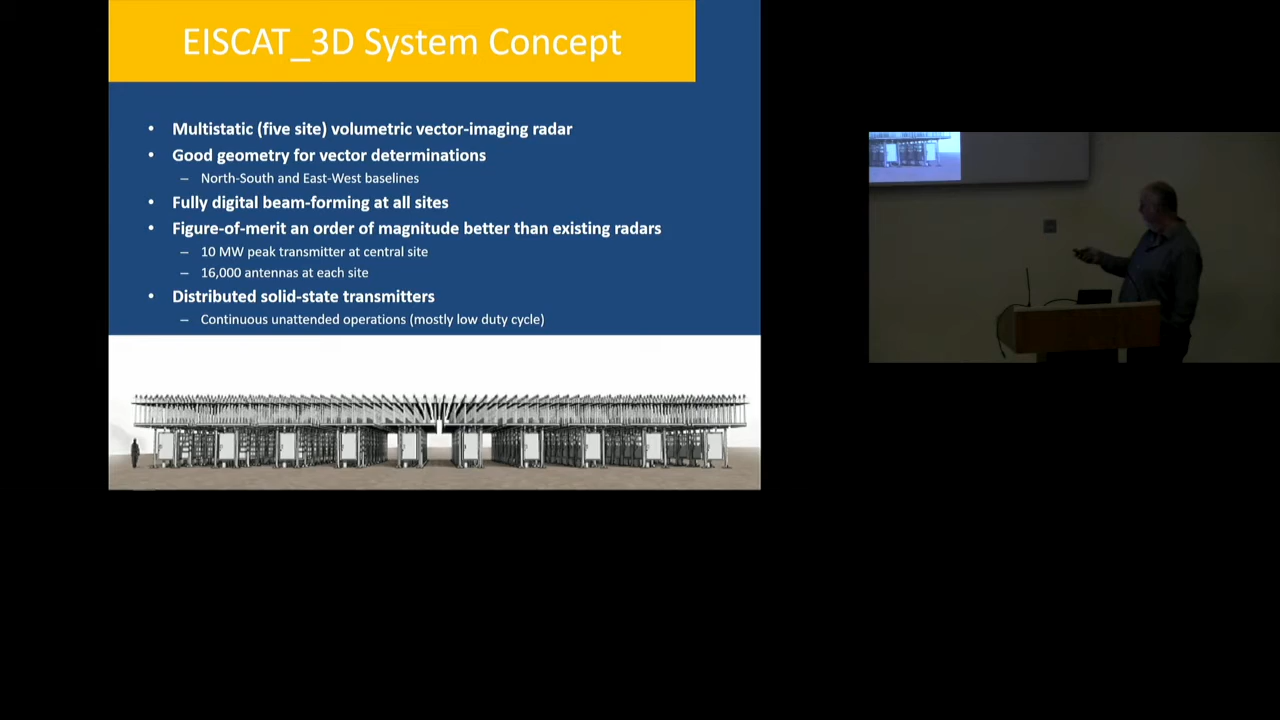 EISCAT_3D System Concept
• Multistatic (five site) volumetric vector-imaging radar
• Good geometry for vector determinations
– North-South and East-West baselines
• Fully digital beam-forming at all sites
• Figure-of-merit an order of magnitude better than existing radars
– 10 MW peak transmitter at central site
– 16,000 antennas at each site
• Distributed solid-state transmitters
– Continuous unattended operations (mostly low duty cycle)